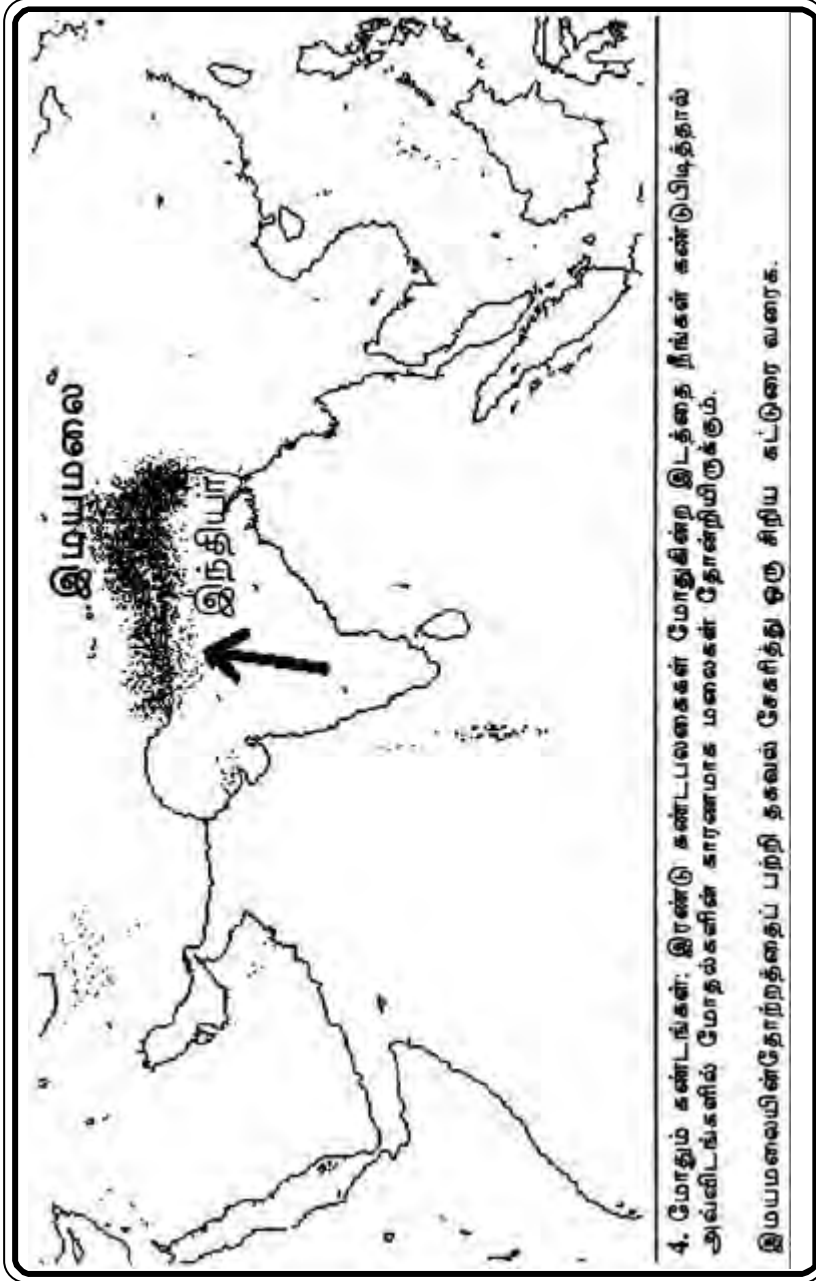 இமயமலை
இந்தியா
4. மோதும் கண்டங்கள்: இரண்டு கண்டபலகைகள் மோதுகின்ற இடத்தை நீங்கள் கண்டுபிடித்தால்
அவ்விடங்களில் மோதல்களின் காரணமாக மலைகள் தோன்றியிருக்கும்.
இமயமலையின்தோற்றத்தைப் பற்றி தகவல் சேகரித்து ஒரு சிறிய கட்டுரை வரைக.